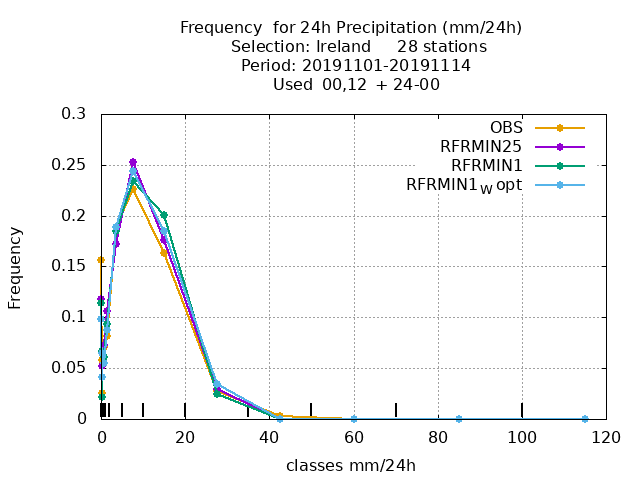 Frequency  for 24h Precipitation (mm/24h)
Selection: Ireland     28 stations
Period: 20191101-20191114
Used  00,12  + 24-00
OBS
RFRMIN25
RFRMIN1
RFRMIN1w opt
0.3
0.25
0.2
0.15
0.1
0.05
0
Frequency
0 20 40 60 80 100 120
classes mm/24h